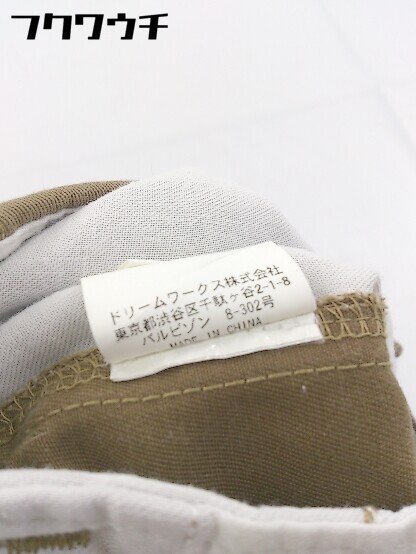 フクワウチ
ドリームワークス株式会社
東京都渋谷区千駄ヶ谷2-1-8
バルビゾン 8-302号
MADE IN CHINA